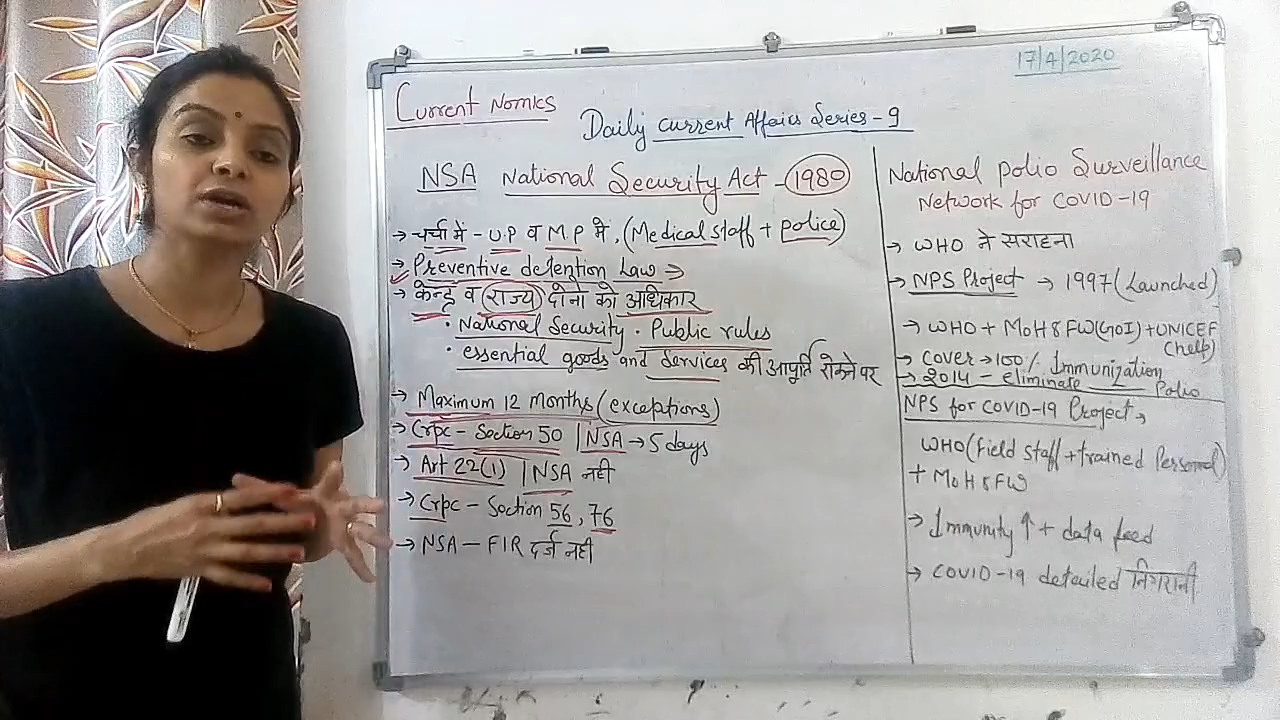 17/4/2020
Current Nomics
Daily current Affairs Series - 9
NSA National Security Act - 1980
→ चर्चा में - U.P व M.P में, (Medical staff + police)
→ Preventive detention Law ⇒
→ केन्द्र व राज्य दोनो को अधिकार
· National Security · Public rules
· essential goods and Services की आपूर्ति रोकने पर
→ Maximum 12 months (exceptions)
→ Crpc - Section 50 | NSA → 5 days
→ Art 22(1) | NSA नही
→ Crpc - Section 56, 76
→ NSA - FIR दर्ज नही
National Polio Surveillance
Network for COVID-19
→ WHO ने सराहना
→ NPS Project → 1997 (Launched)
→ WHO + MoH & FW (GoI) + UNICEF
(help)
→ Cover → 100 % Immunization
→ 2014 - eliminate Polio
NPS for COVID-19 Project →
WHO (field staff + trained Personnal)
+ MoH & FW
→ Immunity ↑ + data feed
→ COVID-19 detailed निगरानी